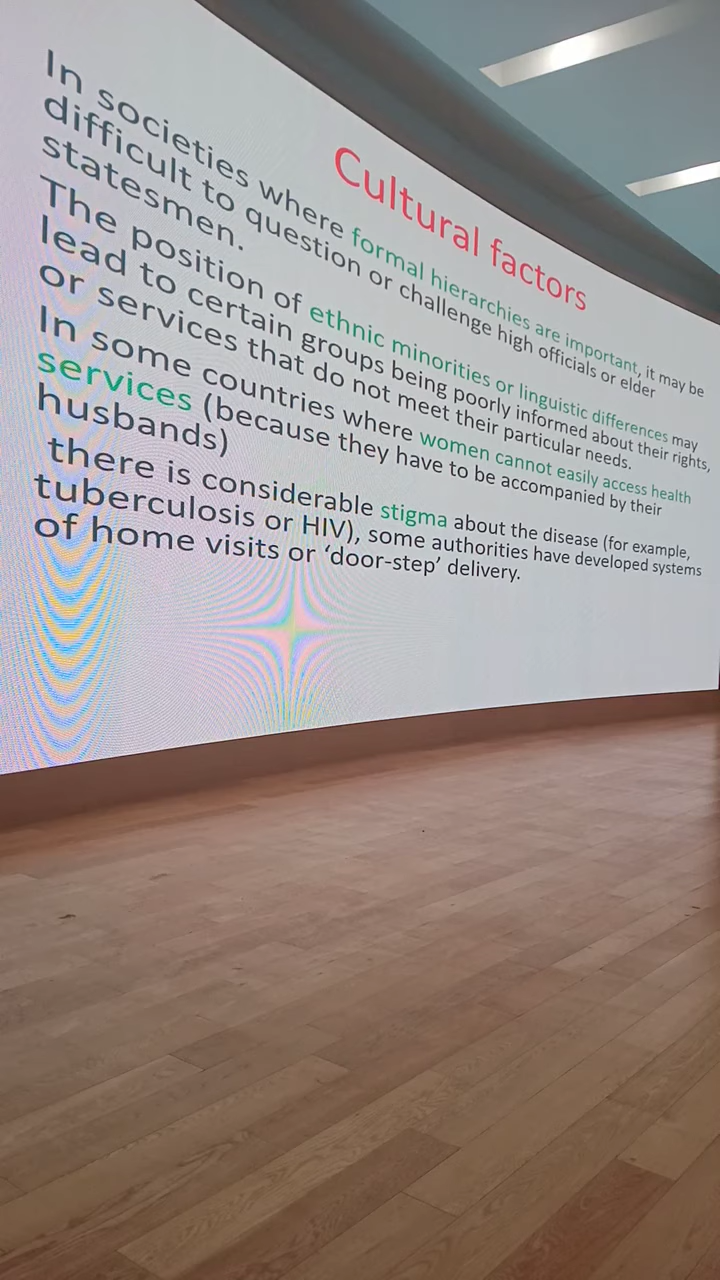 Cultural factors
In societies where formal hierarchies are important, it may be
difficult to question or challenge high officials or elder
statesmen.
The position of ethnic minorities or linguistic differences may
lead to certain groups being poorly informed about their rights,
or services that do not meet their particular needs.
In some countries where women cannot easily access health
services (because they have to be accompanied by their
husbands)
there is considerable stigma about the disease (for example,
tuberculosis or HIV), some authorities have developed systems
of home visits or ‘door-step’ delivery.